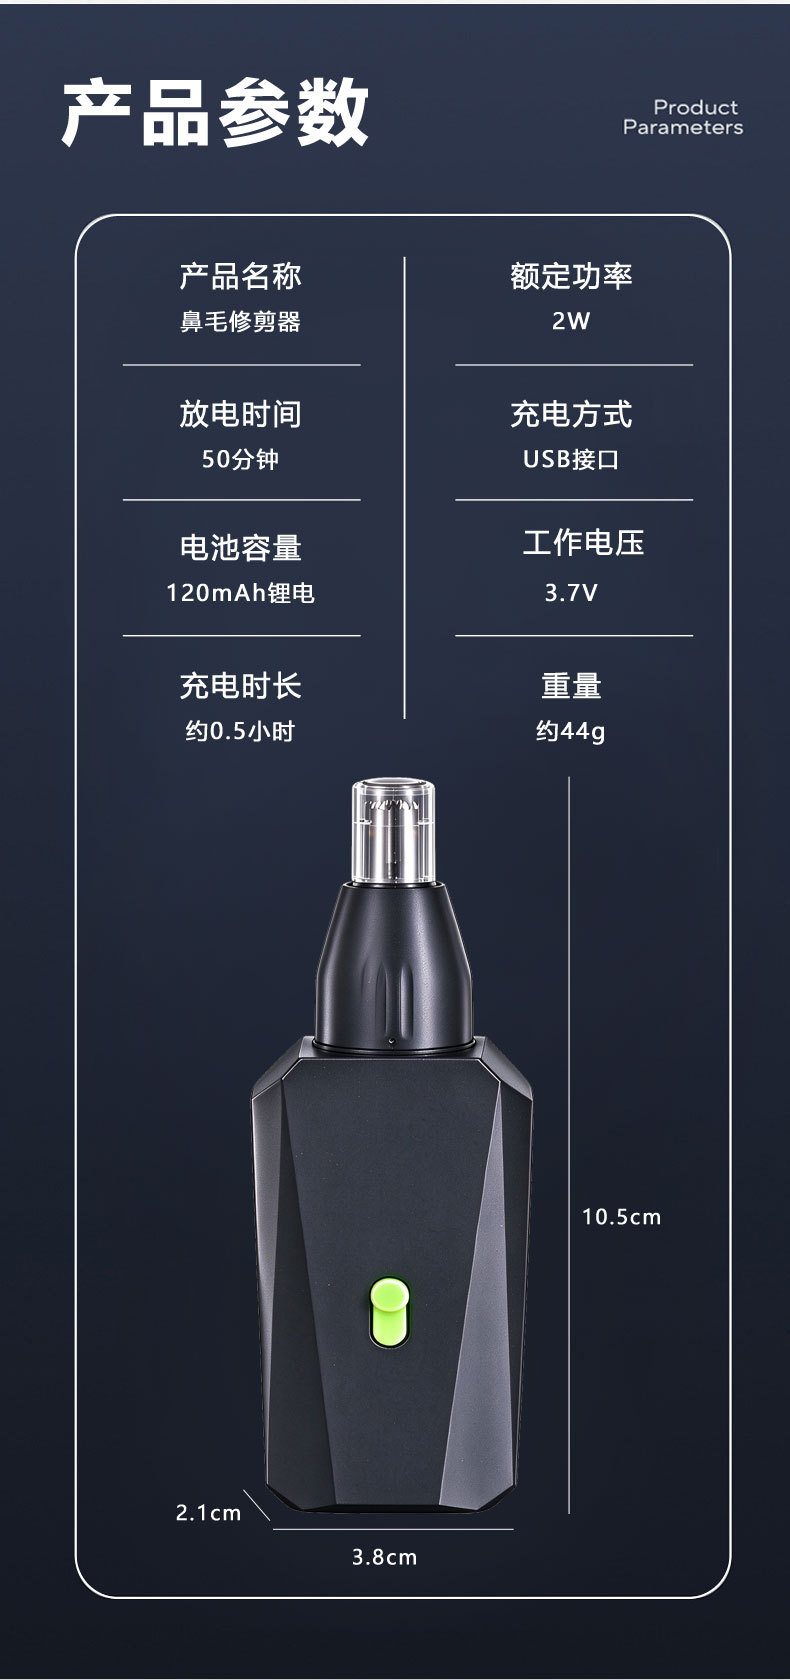 产品参数
Product
Parameters
产品名称
鼻毛修剪器
额定功率
2W
放电时间
50分钟
充电方式
USB接口
电池容量
120mAh锂电
工作电压
3.7V
充电时长
约0.5小时
重量
约44g
10.5cm
2.1cm
3.8cm